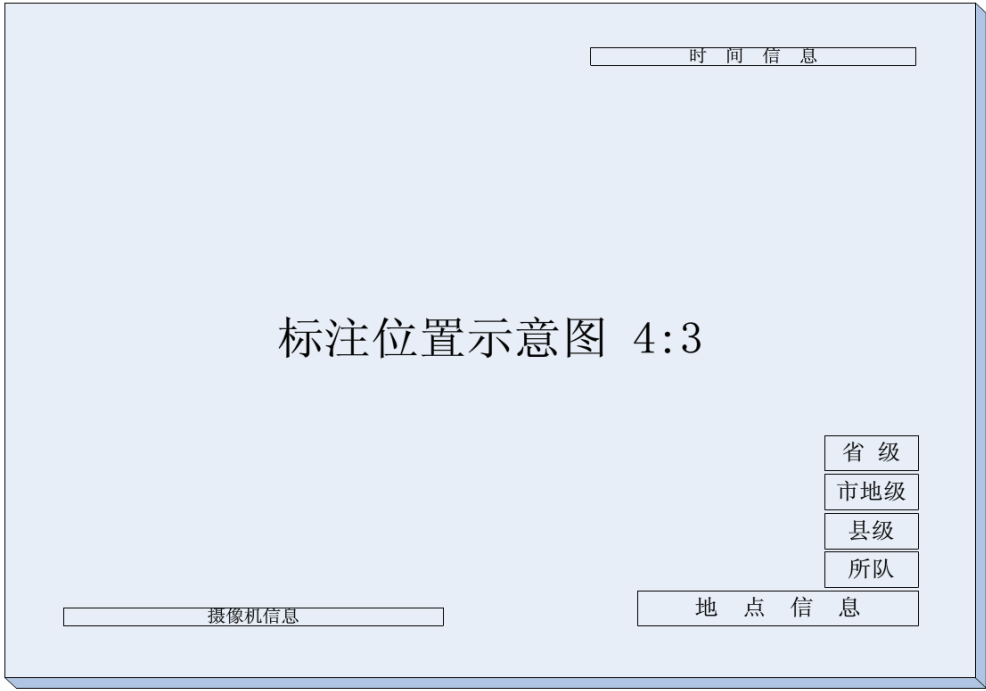 时 间 信 息
标注位置示意图 4:3
省 级
市地级
县级
所队
地 点 信 息
摄像机信息